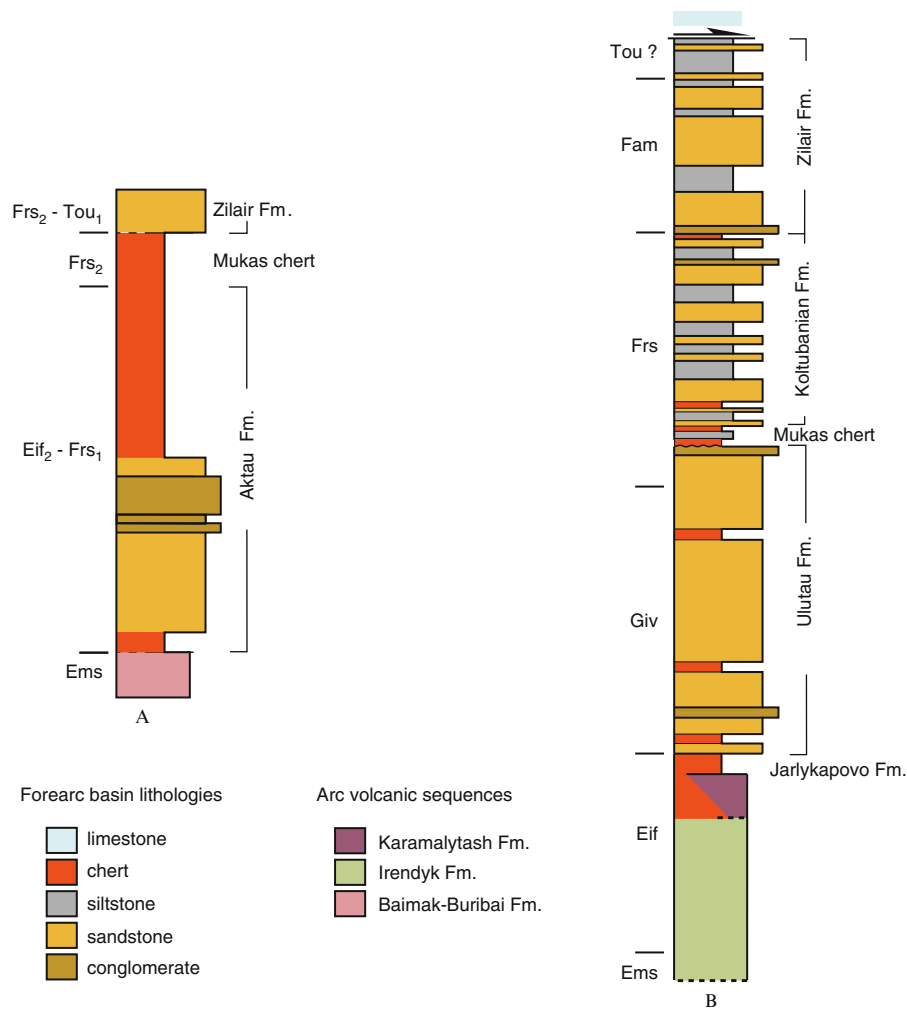 Frs₂ - Tou₁
Zilair Fm.
Frs₂
Mukas chert
Eif₂ - Frs₁
Aktau Fm.
Ems
A
Tou ?
Fam
Zilair Fm.
Frs
Koltubanian Fm.
Mukas chert
Giv
Ulutau Fm.
Jarlykapovo Fm.
Eif
Ems
B
Forearc basin lithologies
limestone
chert
siltstone
sandstone
conglomerate
Arc volcanic sequences
Karamalytash Fm.
Irendyk Fm.
Baimak-Buribai Fm.